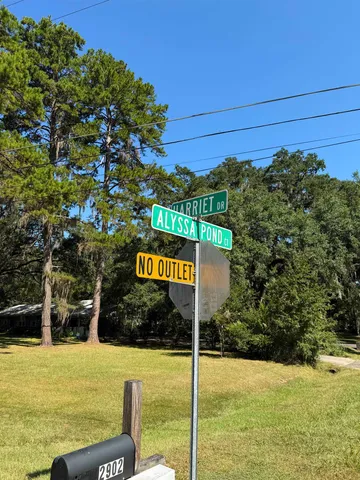 HARRIET DR
ALYSSA POND CT
NO OUTLET
2902